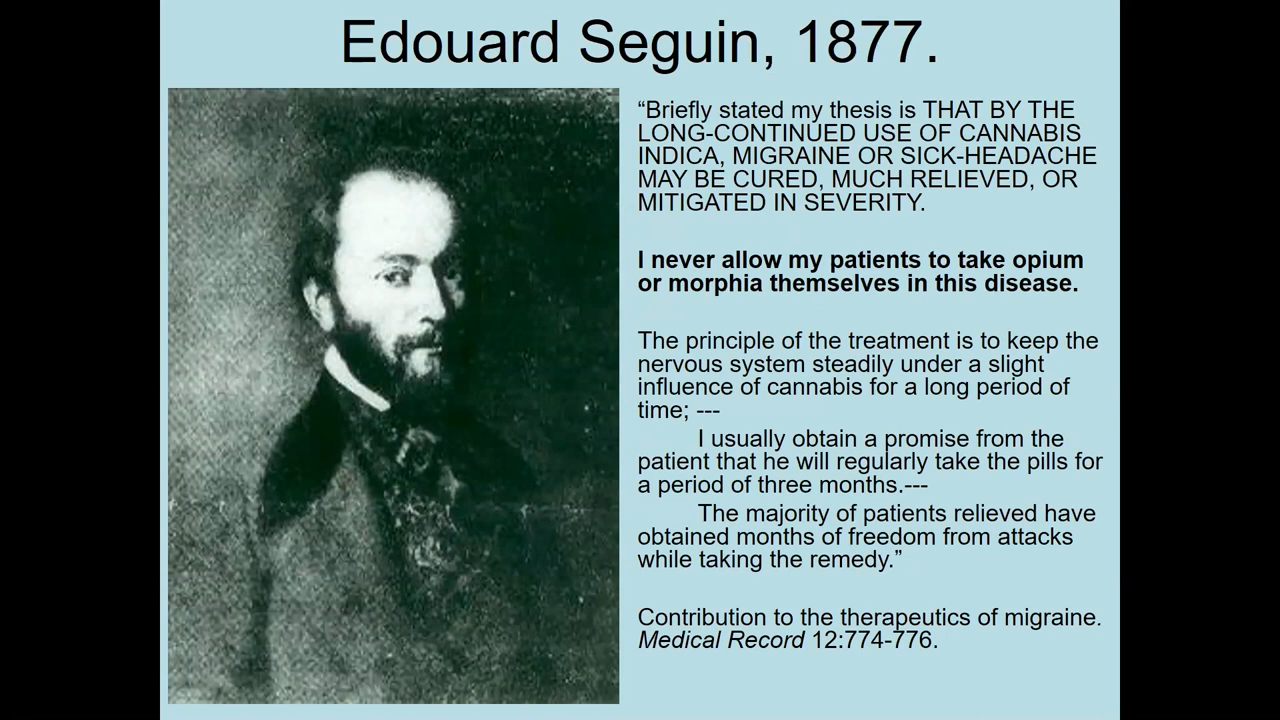 Edouard Seguin, 1877.
“Briefly stated my thesis is THAT BY THE
LONG-CONTINUED USE OF CANNABIS
INDICA, MIGRAINE OR SICK-HEADACHE
MAY BE CURED, MUCH RELIEVED, OR
MITIGATED IN SEVERITY.
I never allow my patients to take opium
or morphia themselves in this disease.
The principle of the treatment is to keep the
nervous system steadily under a slight
influence of cannabis for a long period of
time; ---
I usually obtain a promise from the
patient that he will regularly take the pills for
a period of three months.---
The majority of patients relieved have
obtained months of freedom from attacks
while taking the remedy.”
Contribution to the therapeutics of migraine.
Medical Record 12:774-776.